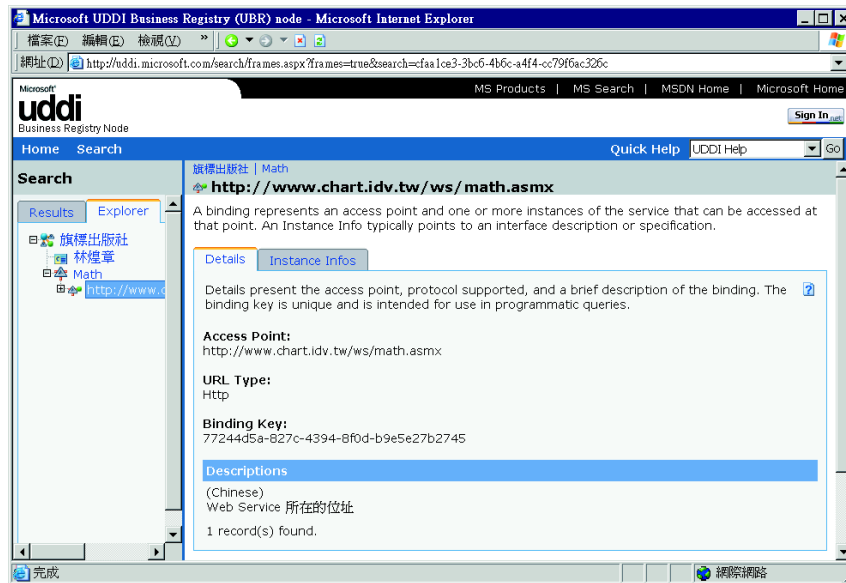 Microsoft UDDI Business Registry (UBR) node - Microsoft Internet Explorer
檔案(F) 編輯(E) 檢視(V) »
網址(D) http://uddi.microsoft.com/search/frames.aspx?frames=true&search=cfaa1ce3-3bc6-4b6c-a4f4-cc79f6ac326c
MS Products | MS Search | MSDN Home | Microsoft Home
Microsoft
uddi
Business Registry Node
Sign In .net
Home Search Quick Help UDDI Help Go
Search
Results Explorer
旗標出版社
林煌章
Math
http://www.c
旗標出版社 | Math
http://www.chart.idv.tw/ws/math.asmx
A binding represents an access point and one or more instances of the service that can be accessed at
that point. An Instance Info typically points to an interface description or specification.
Details Instance Infos
Details present the access point, protocol supported, and a brief description of the binding. The
binding key is unique and is intended for use in programmatic queries.
Access Point:
http://www.chart.idv.tw/ws/math.asmx
URL Type:
Http
Binding Key:
77244d5a-827c-4394-8f0d-b9e5e27b2745
Descriptions
(Chinese)
Web Service 所在的位址
1 record(s) found.
完成
網際網路